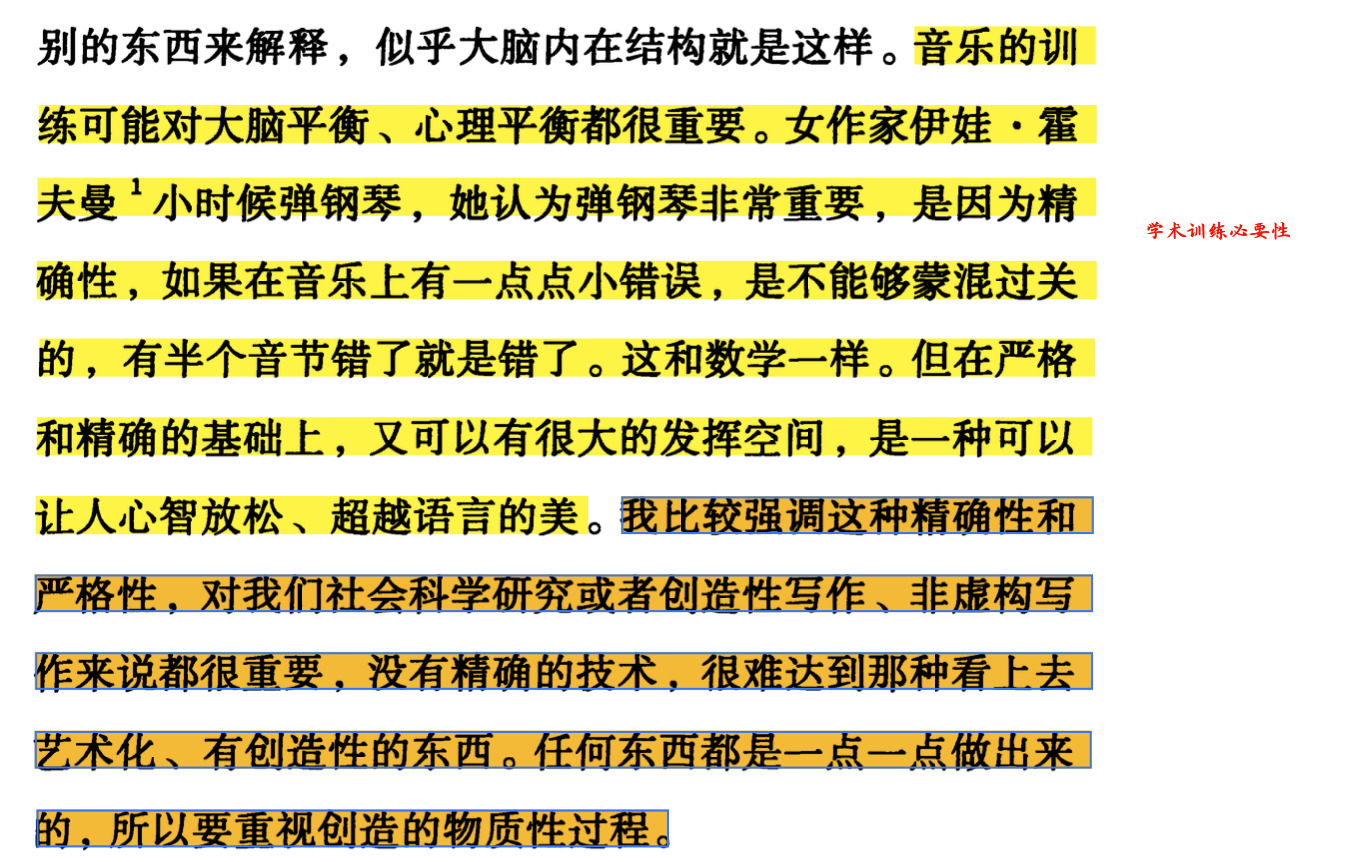 别的东西来解释，似乎大脑内在结构就是这样。音乐的训
练可能对大脑平衡、心理平衡都很重要。女作家伊娃·霍
夫曼1小时候弹钢琴，她认为弹钢琴非常重要，是因为精
学术训练必要性
确性，如果在音乐上有一点点小错误，是不能够蒙混过关
的，有半个音节错了就是错了。这和数学一样。但在严格
和精确的基础上，又可以有很大的发挥空间，是一种可以
让人心智放松、超越语言的美。我比较强调这种精确性和
严格性，对我们社会科学研究或者创造性写作、非虚构写
作来说都很重要，没有精确的技术，很难达到那种看上去
艺术化、有创造性的东西。任何东西都是一点一点做出来
的，所以要重视创造的物质性过程。